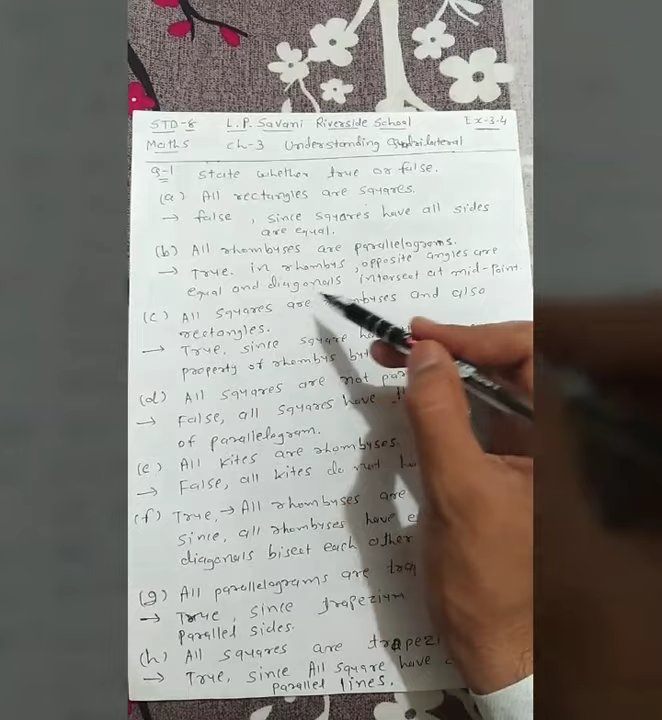 STD-8 L.P. Savani Riverside School Ex-3.4
Maths ch-3 Understanding Quadrilateral
Q-1 State whether true or false.
(a) All rectangles are squares.
→ false, since squares have all sides
are equal.
(b) All rhombuses are parallelograms.
→ True. in rhombus, opposite angles are
equal and diagonals intersect at mid-point.
(c) All squares are and also
rectangles.
→ True, since square
property of rhombus
(d) All squares are not
→ False, all squares have
of parallelogram.
(e) All kites are rhombuses.
→ False, all kites do not
(f) True, → All rhombuses are
Since, all rhombuses have
diagonals bisect each other
(g) All parallelograms are
→ True, since trapezium
parallel sides.
(h) All squares are
→ True, since All square have
parallel lines.